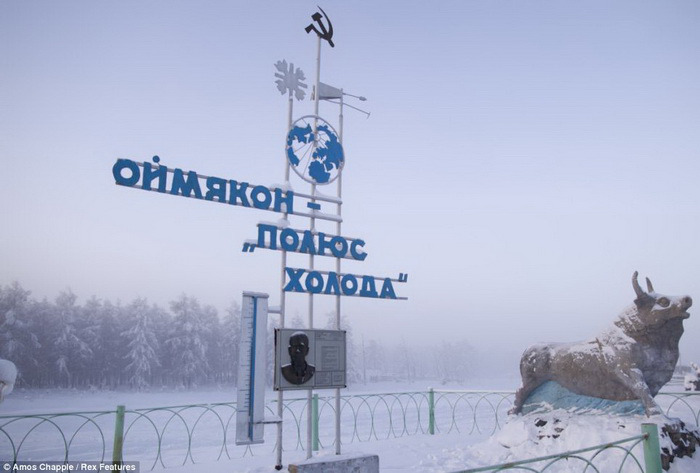 ОЙМЯКОН -
"ПОЛЮС
ХОЛОДА"
© Amos Chapple / Rex Features